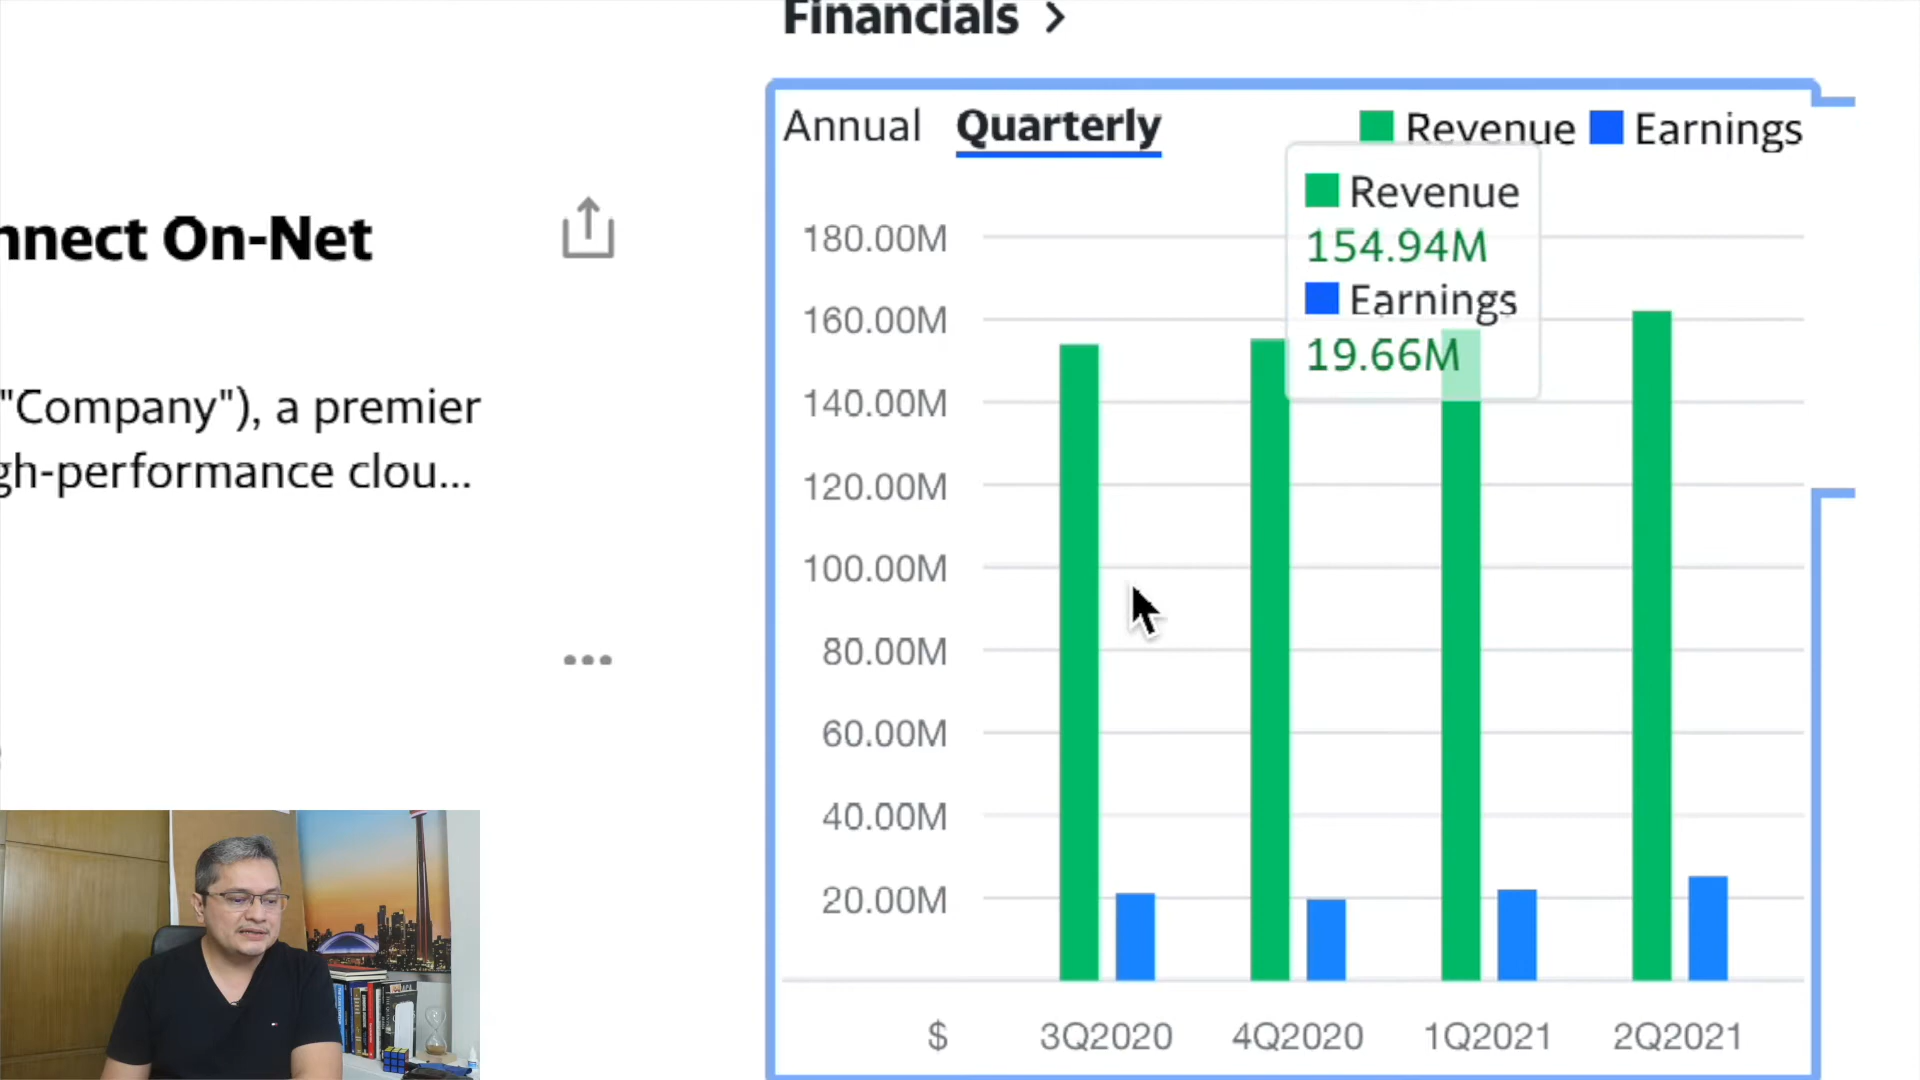 Financials >
Annual Quarterly Revenue Earnings
nnect On-Net
"Company"), a premier
gh-performance clou...
Revenue
154.94M
Earnings
19.66M
180.00M
160.00M
140.00M
120.00M
100.00M
80.00M
60.00M
40.00M
20.00M
$ 3Q2020 4Q2020 1Q2021 2Q2021